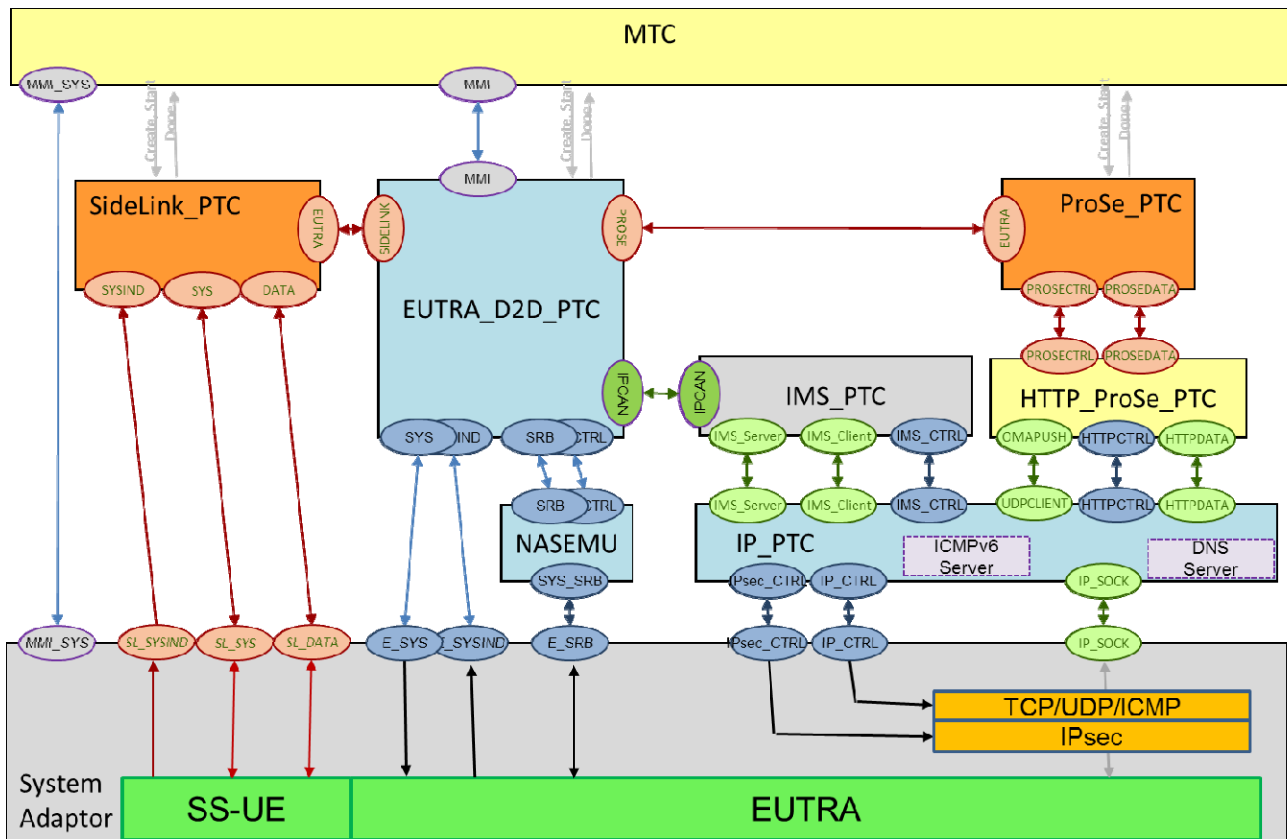 MTC
MMI_SYS
MMI
Create, Start
Done
Create, Start
Done
Create, Start
Done
MMI
SideLink_PTC
EUTRA
SIDELINK
PROSE
EUTRA
ProSe_PTC
SYSIND
SYS
DATA
EUTRA_D2D_PTC
PROSECTRL
PROSEDATA
PROSECTRL
PROSEDATA
IPCAN
IPCAN
IMS_PTC
HTTP_ProSe_PTC
SYS
IND
SRB
CTRL
IMS_Server
IMS_Client
IMS_CTRL
OMAPUSH
HTTPCTRL
HTTPDATA
SRB
CTRL
IMS_Server
IMS_Client
IMS_CTRL
UDPCLIENT
HTTPCTRL
HTTPDATA
NASEMU
IP_PTC
ICMPv6
Server
DNS
Server
SYS_SRB
IPsec_CTRL
IP_CTRL
IP_SOCK
MMI_SYS
SL_SYSIND
SL_SYS
SL_DATA
E_SYS
E_SYSIND
E_SRB
IPsec_CTRL
IP_CTRL
IP_SOCK
TCP/UDP/ICMP
IPsec
System
Adaptor
SS-UE
EUTRA